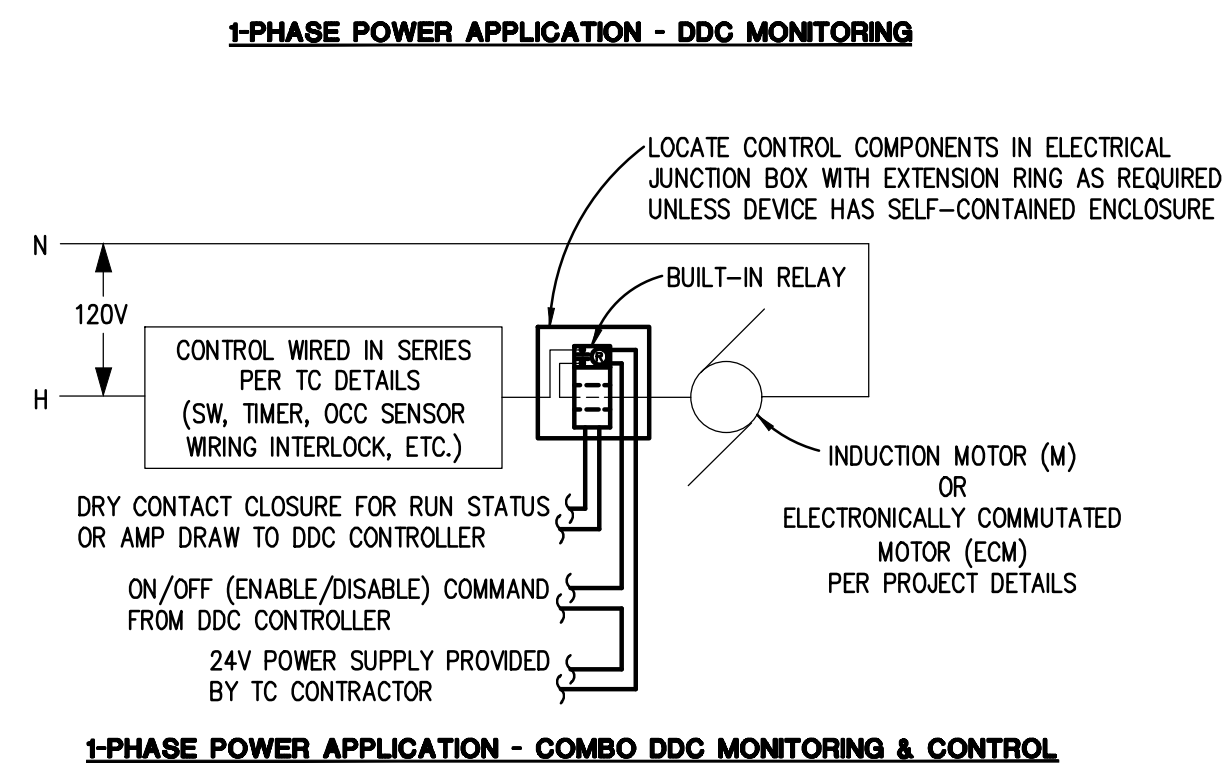 1-PHASE POWER APPLICATION - DDC MONITORING
LOCATE CONTROL COMPONENTS IN ELECTRICAL
JUNCTION BOX WITH EXTENSION RING AS REQUIRED
UNLESS DEVICE HAS SELF-CONTAINED ENCLOSURE
N
BUILT-IN RELAY
120V
R
CONTROL WIRED IN SERIES
PER TC DETAILS
(SW, TIMER, OCC SENSOR
WIRING INTERLOCK, ETC.)
H
INDUCTION MOTOR (M)
OR
ELECTRONICALLY COMMUTATED
MOTOR (ECM)
PER PROJECT DETAILS
DRY CONTACT CLOSURE FOR RUN STATUS
OR AMP DRAW TO DDC CONTROLLER
ON/OFF (ENABLE/DISABLE) COMMAND
FROM DDC CONTROLLER
24V POWER SUPPLY PROVIDED
BY TC CONTRACTOR
1-PHASE POWER APPLICATION - COMBO DDC MONITORING & CONTROL